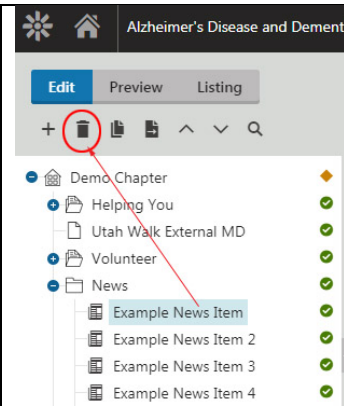 Alzheimer's Disease and Dement
Edit Preview Listing
Demo Chapter
Helping You
Utah Walk External MD
Volunteer
News
Example News Item
Example News Item 2
Example News Item 3
Example News Item 4